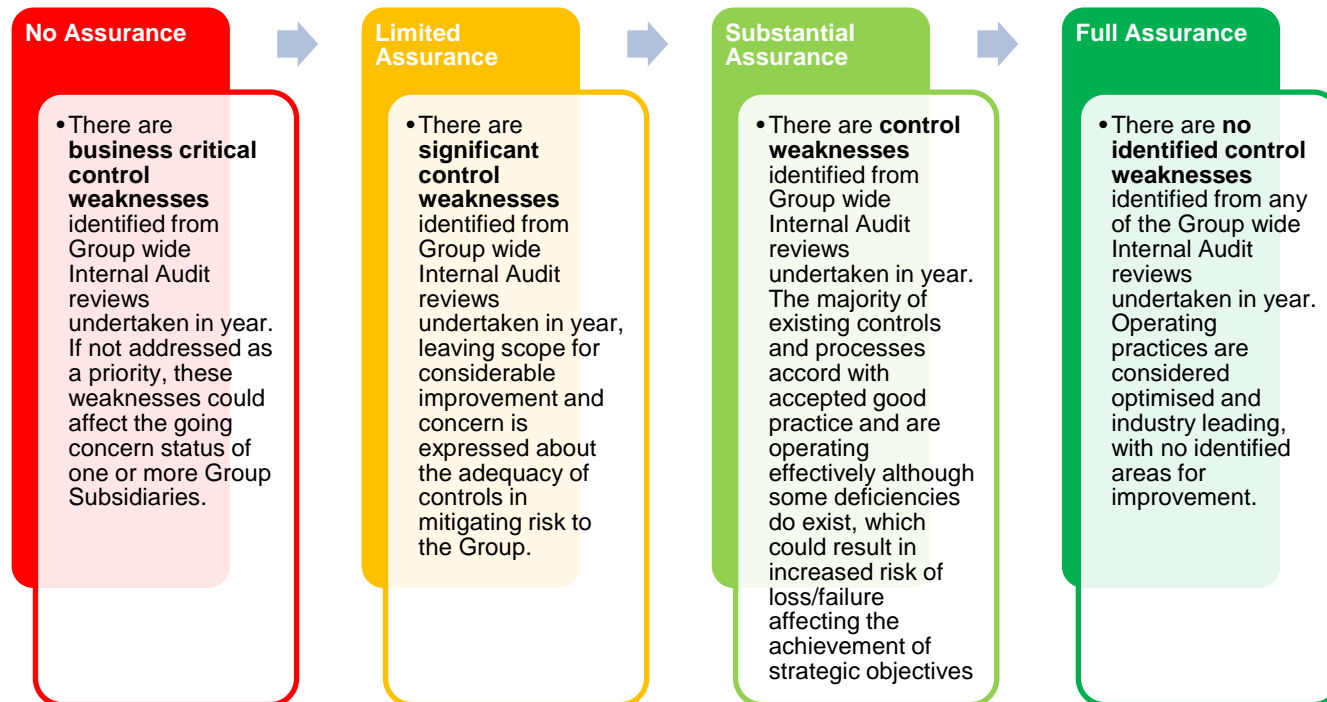 No Assurance
• There are
business critical
control
weaknesses
identified from
Group wide
Internal Audit
reviews
undertaken in year.
If not addressed as
a priority, these
weaknesses could
affect the going
concern status of
one or more Group
Subsidiaries.
Limited
Assurance
• There are
significant
control
weaknesses
identified from
Group wide
Internal Audit
reviews
undertaken in year,
leaving scope for
considerable
improvement and
concern is
expressed about
the adequacy of
controls in
mitigating risk to
the Group.
Substantial
Assurance
• There are control
weaknesses
identified from
Group wide
Internal Audit
reviews
undertaken in year.
The majority of
existing controls
and processes
accord with
accepted good
practice and are
operating
effectively although
some deficiencies
do exist, which
could result in
increased risk of
loss/failure
affecting the
achievement of
strategic objectives
Full Assurance
• There are no
identified control
weaknesses
identified from any
of the Group wide
Internal Audit
reviews
undertaken in year.
Operating
practices are
considered
optimised and
industry leading,
with no identified
areas for
improvement.